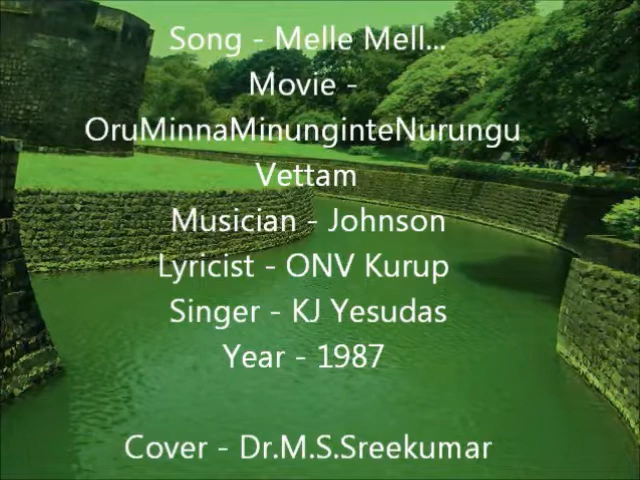 Song - Melle Mell...
Movie -
OruMinnaMinunginteNurungu
Vettam
Musician - Johnson
Lyricist - ONV Kurup
Singer - KJ Yesudas
Year - 1987
Cover - Dr.M.S.Sreekumar